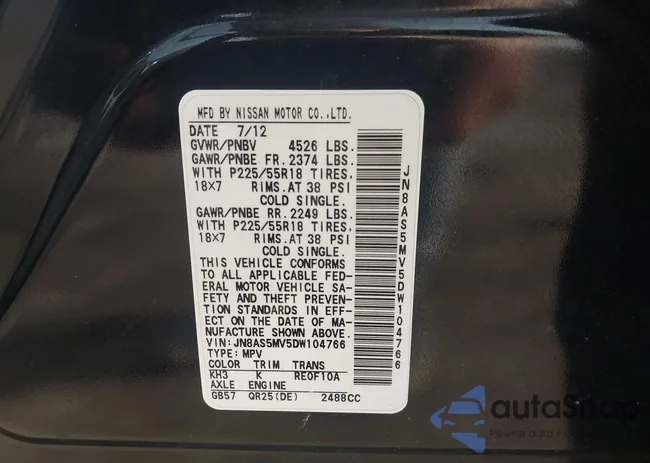 MFD BY NISSAN MOTOR CO.,LTD.
DATE 7/12
GVWR/PNBV 4526 LBS.
GAWR/PNBE FR. 2374 LBS.
WITH P225/55R18 TIRES,
18X7 RIMS.AT 38 PSI
COLD SINGLE.
GAWR/PNBE RR. 2249 LBS.
WITH P225/55R18 TIRES,
18X7 RIMS.AT 38 PSI
COLD SINGLE.
THIS VEHICLE CONFORMS
TO ALL APPLICABLE FED-
ERAL MOTOR VEHICLE SA-
FETY AND THEFT PREVEN-
TION STANDARDS IN EFF-
ECT ON THE DATE OF MA-
NUFACTURE SHOWN ABOVE.
VIN: JN8AS5MV5DW104766
TYPE: MPV
COLOR TRIM TRANS
KH3 K RE0F10A
AXLE ENGINE
GB57 QR25(DE) 2488CC
JN8AS5MV5DW104766
autoSnap
Pewne auto i